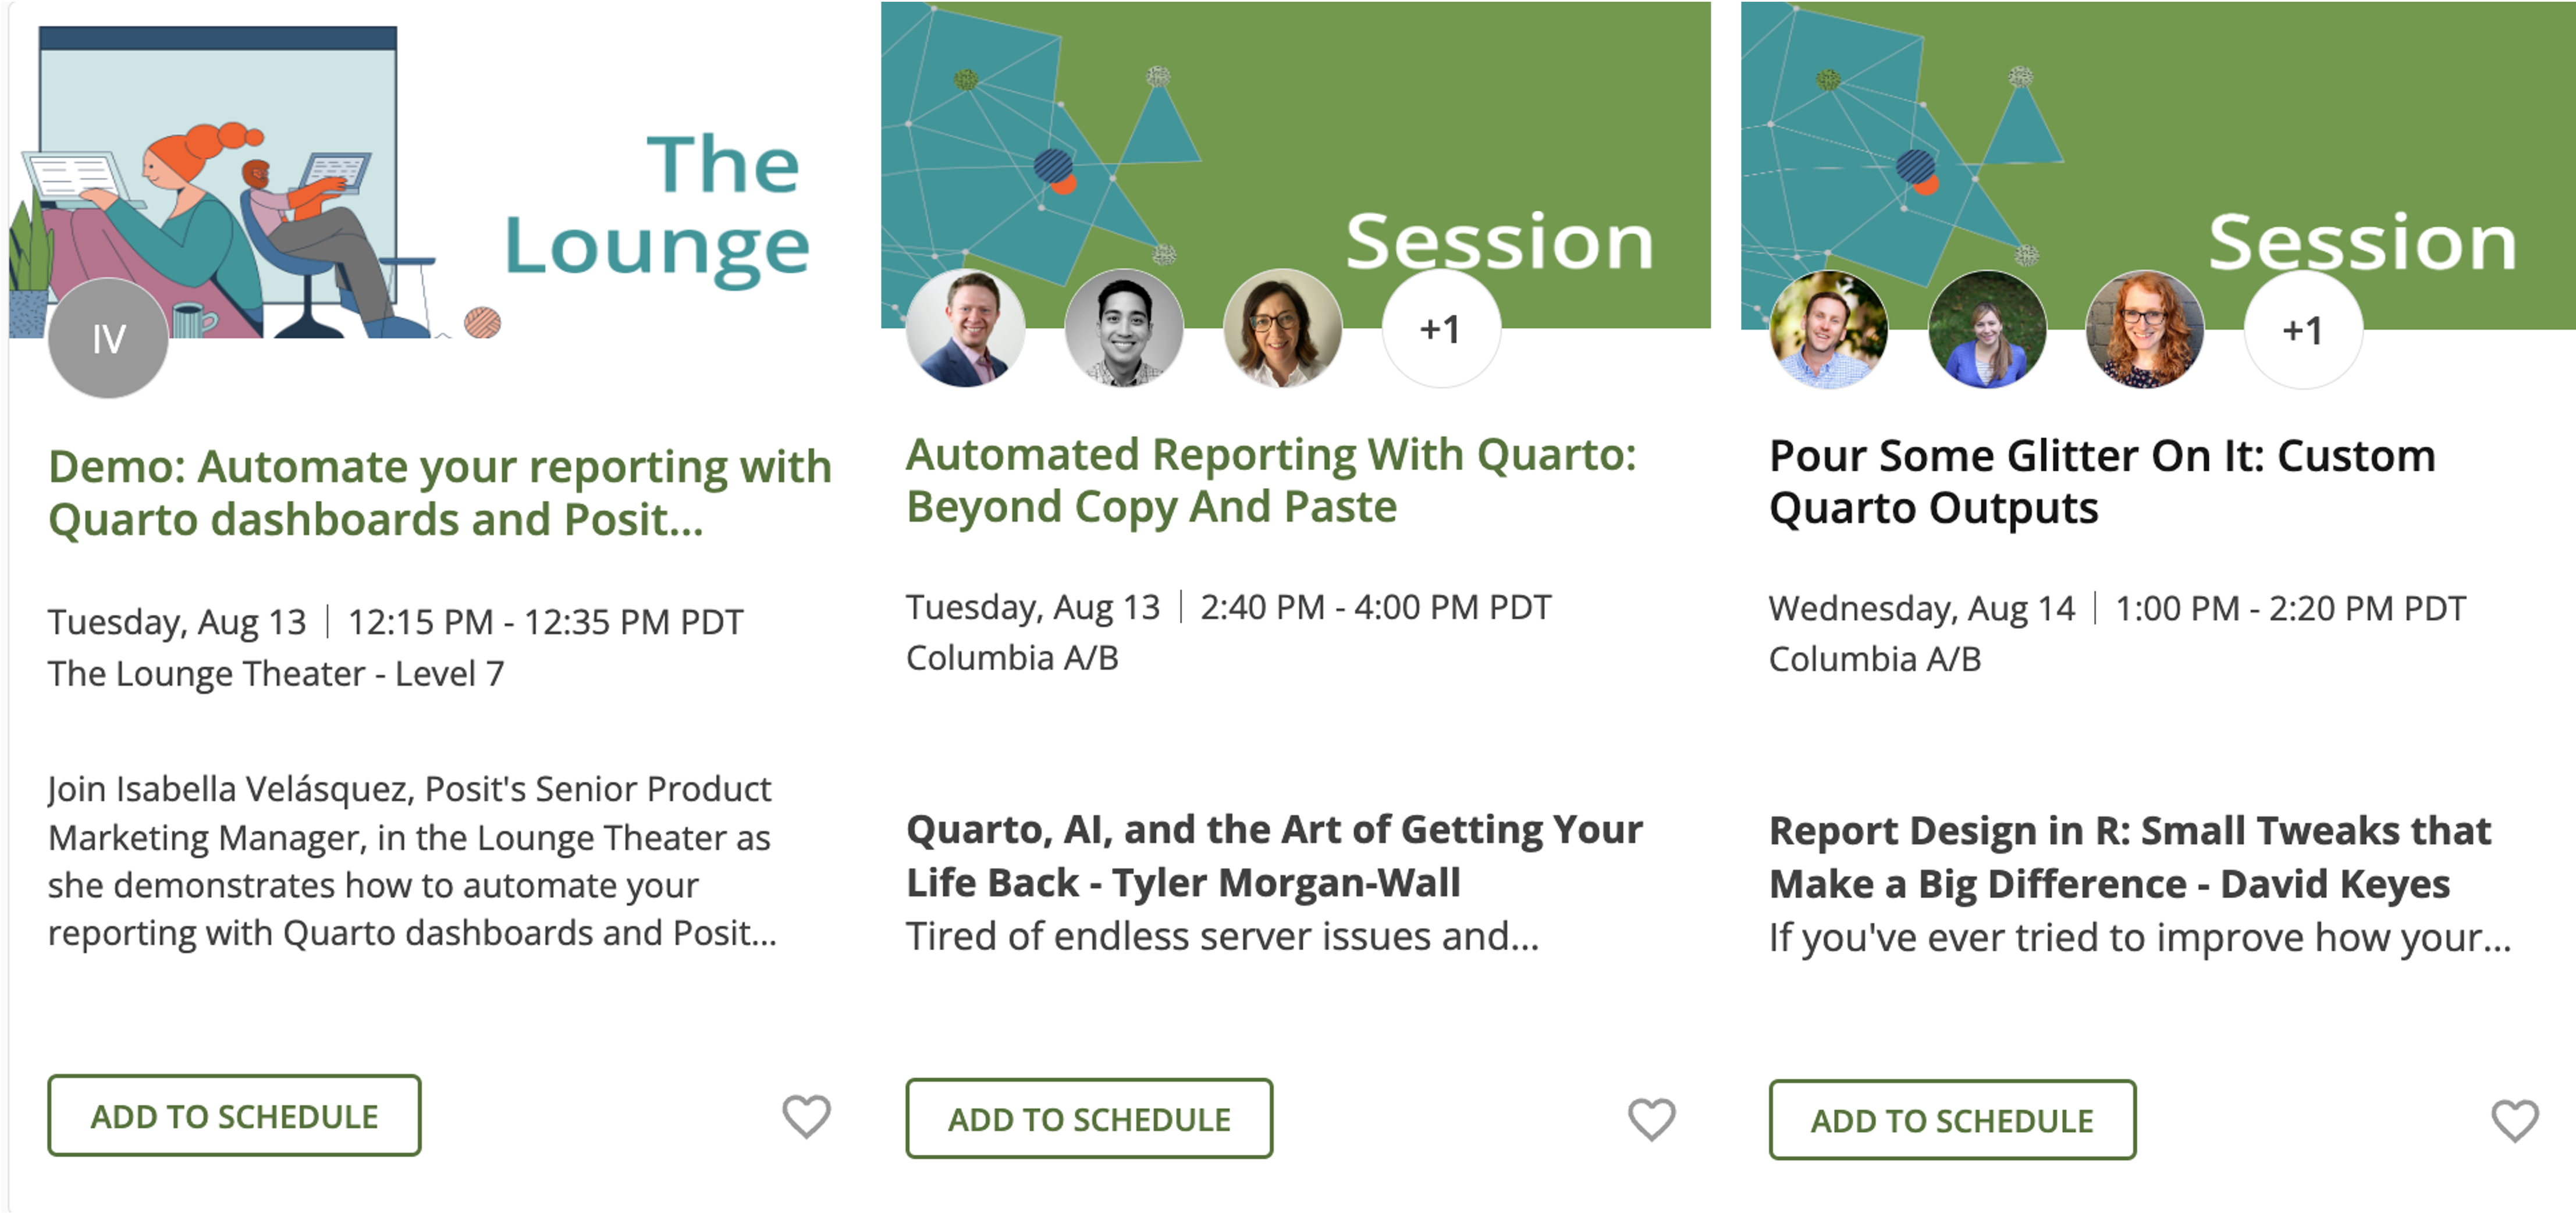 The
Lounge
IV
Demo: Automate your reporting with
Quarto dashboards and Posit...
Tuesday, Aug 13 | 12:15 PM - 12:35 PM PDT
The Lounge Theater - Level 7
Join Isabella Velásquez, Posit's Senior Product
Marketing Manager, in the Lounge Theater as
she demonstrates how to automate your
reporting with Quarto dashboards and Posit...
ADD TO SCHEDULE
Session
+1
Automated Reporting With Quarto:
Beyond Copy And Paste
Tuesday, Aug 13 | 2:40 PM - 4:00 PM PDT
Columbia A/B
Quarto, AI, and the Art of Getting Your
Life Back - Tyler Morgan-Wall
Tired of endless server issues and...
ADD TO SCHEDULE
Session
+1
Pour Some Glitter On It: Custom
Quarto Outputs
Wednesday, Aug 14 | 1:00 PM - 2:20 PM PDT
Columbia A/B
Report Design in R: Small Tweaks that
Make a Big Difference - David Keyes
If you've ever tried to improve how your...
ADD TO SCHEDULE